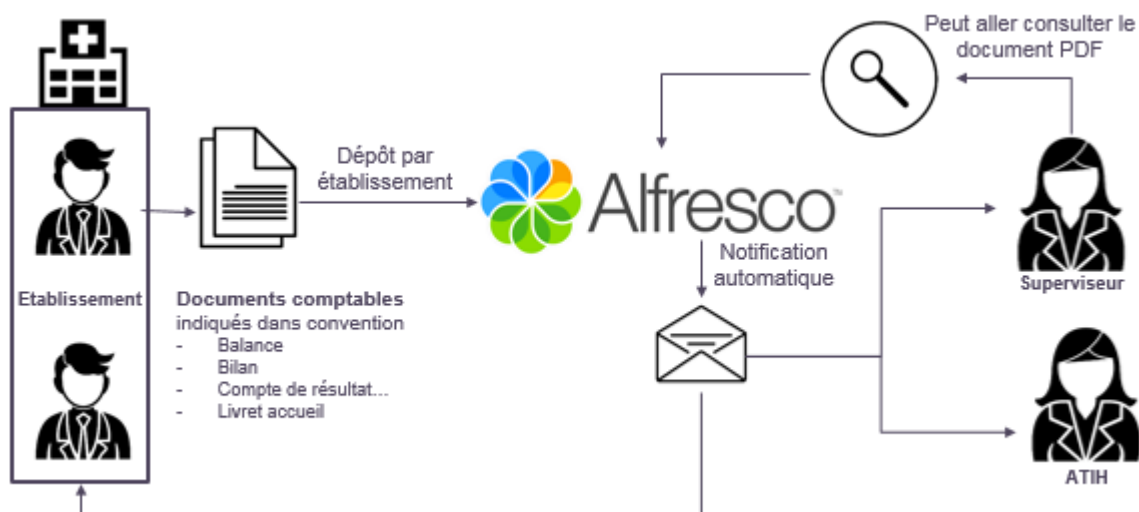 Peut aller consulter le
document PDF
Dépôt par
établissement
Alfresco™
Notification
automatique
Etablissement
Documents comptables
indiqués dans convention
- Balance
- Bilan
- Compte de résultat...
- Livret accueil
Superviseur
ATIH